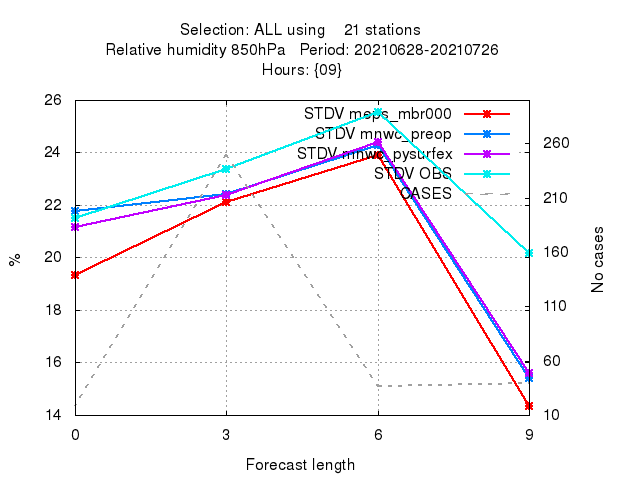 Selection: ALL using 21 stations
Relative humidity 850hPa Period: 20210628-20210726
Hours: {09}
STDV meps_mbr000
STDV mnwc_preop
STDV mnwc_pysurfex
STDV OBS
CASES
26
24
22
20
18
16
14
%
260
210
160
110
60
10
No cases
0 3 6 9
Forecast length